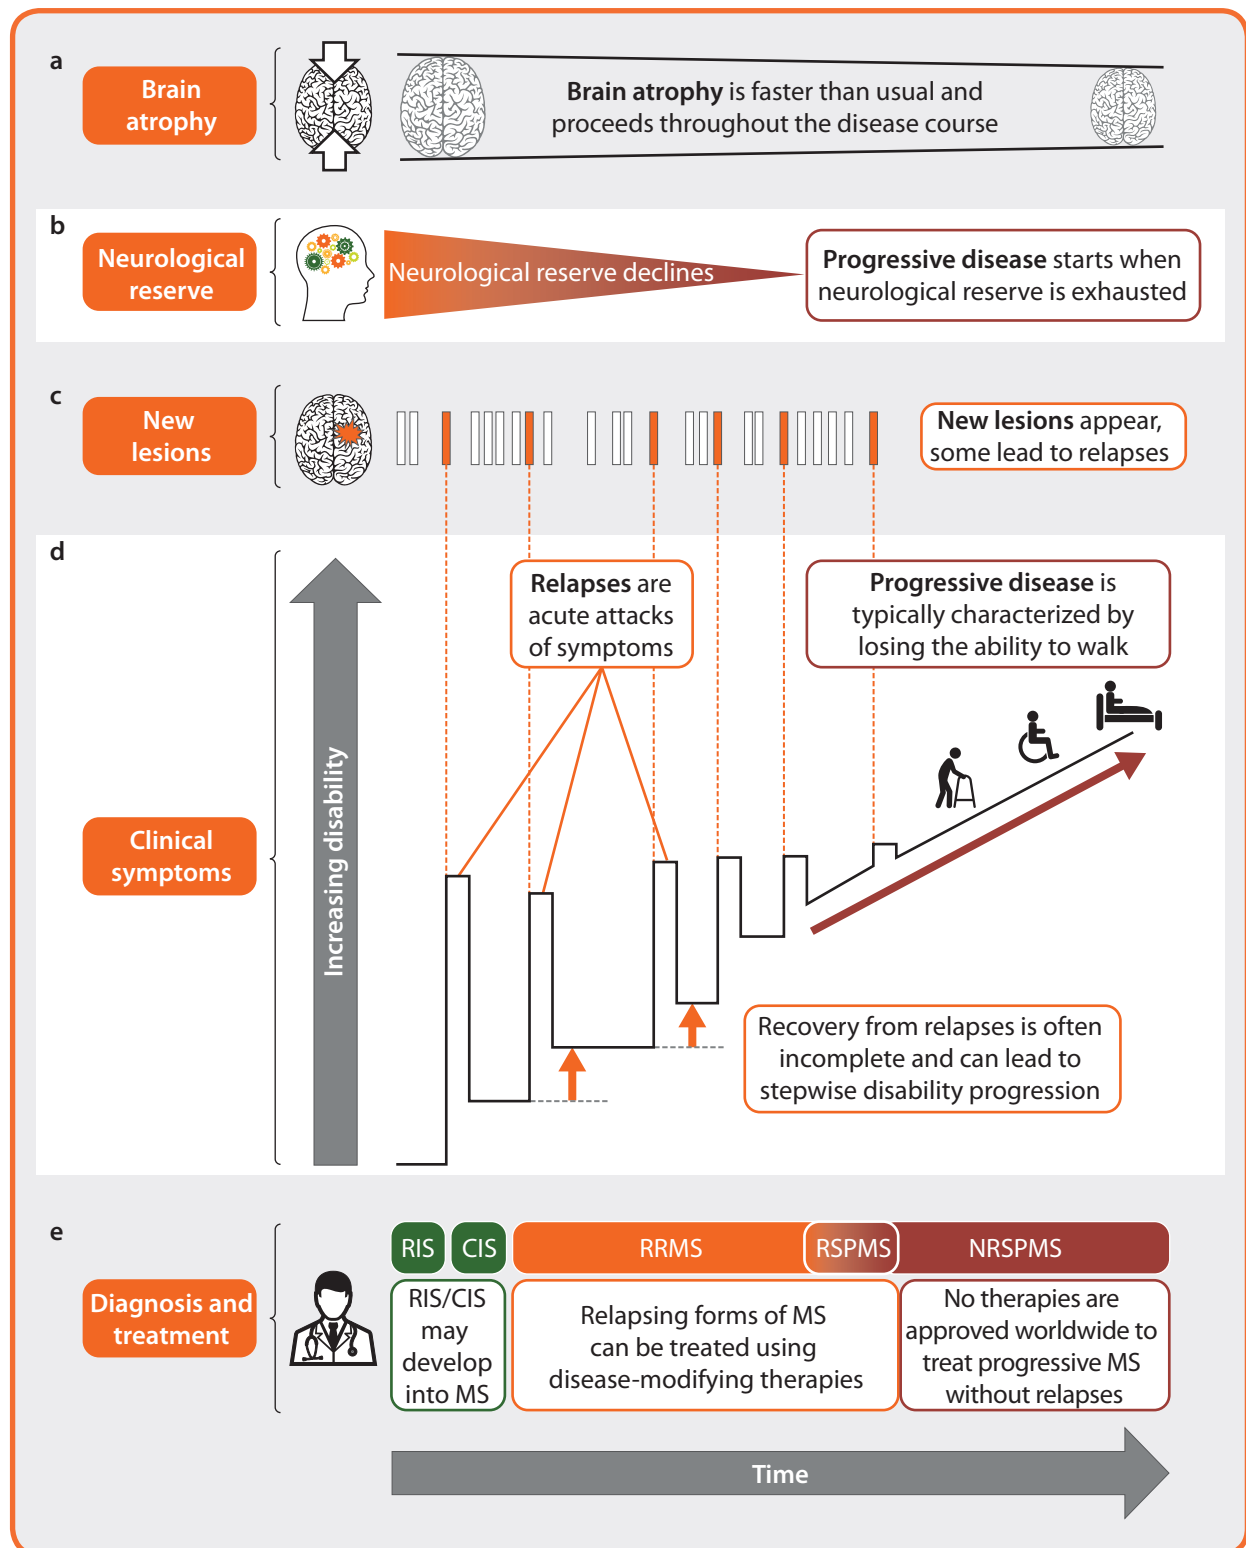 a
Brain
atrophy
Brain atrophy is faster than usual and
proceeds throughout the disease course
b
Neurological
reserve
Neurological reserve declines
Progressive disease starts when
neurological reserve is exhausted
c
New
lesions
New lesions appear,
some lead to relapses
d
Clinical
symptoms
Increasing disability
Relapses are
acute attacks
of symptoms
Progressive disease is
typically characterized by
losing the ability to walk
Recovery from relapses is often
incomplete and can lead to
stepwise disability progression
e
Diagnosis and
treatment
RIS
CIS
RRMS
RSPMS
NRSPMS
RIS/CIS
may
develop
into MS
Relapsing forms of MS
can be treated using
disease-modifying therapies
No therapies are
approved worldwide to
treat progressive MS
without relapses
Time